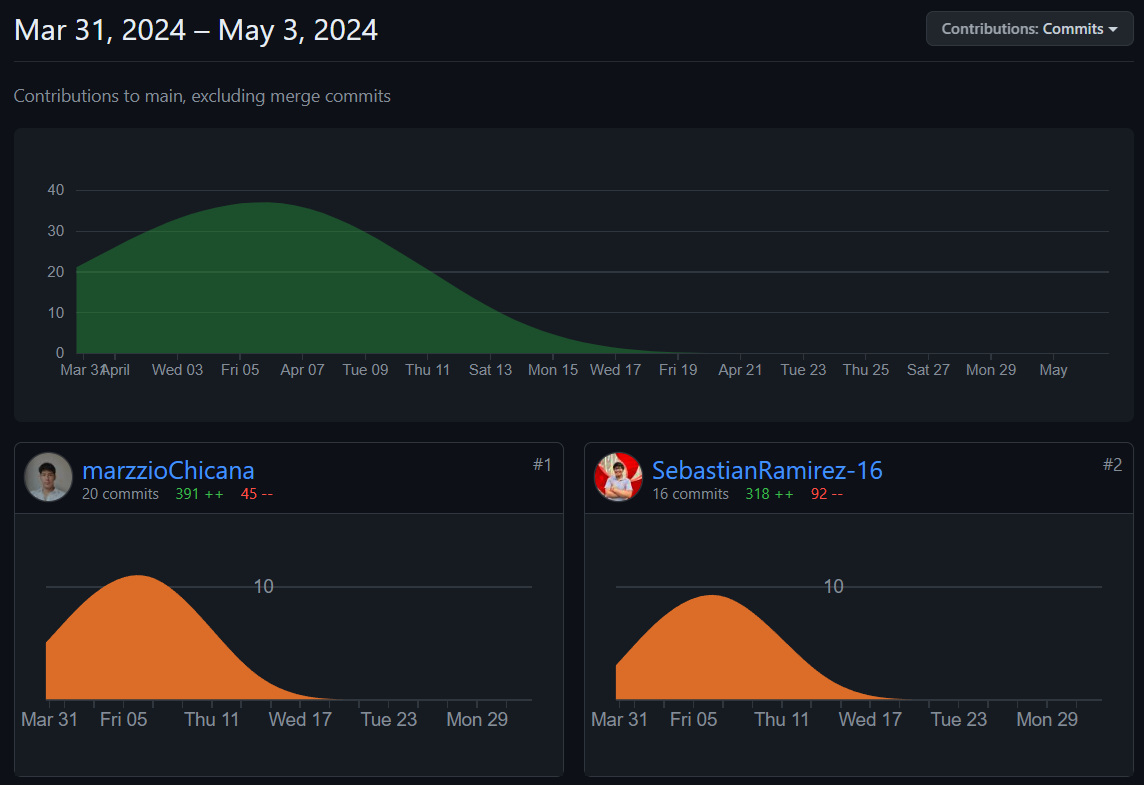 Mar 31, 2024 – May 3, 2024
Contributions: Commits
Contributions to main, excluding merge commits
40
30
20
10
0
Mar 31 April Wed 03 Fri 05 Apr 07 Tue 09 Thu 11 Sat 13 Mon 15 Wed 17 Fri 19 Apr 21 Tue 23 Thu 25 Sat 27 Mon 29 May
marzzioChicana
#1
20 commits 391 ++ 45 --
10
Mar 31 Fri 05 Thu 11 Wed 17 Tue 23 Mon 29
SebastianRamirez-16
#2
16 commits 318 ++ 92 --
10
Mar 31 Fri 05 Thu 11 Wed 17 Tue 23 Mon 29